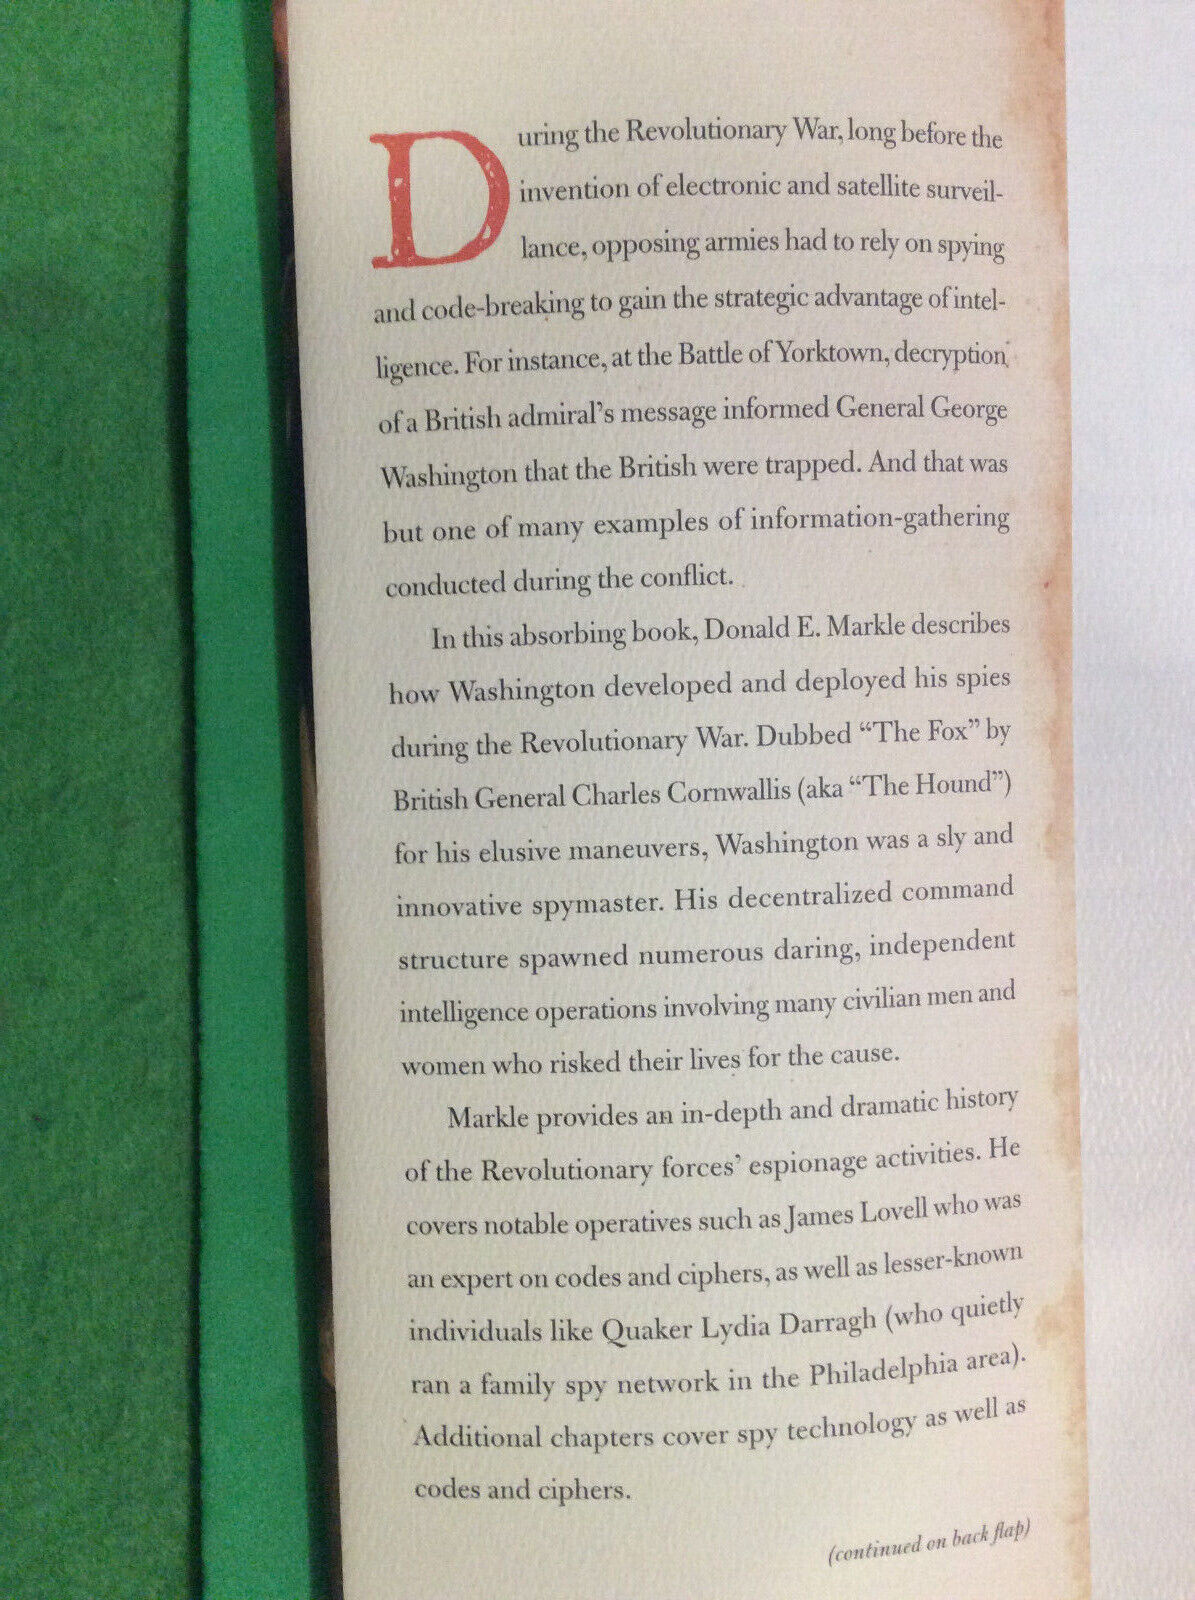 During the Revolutionary War, long before the
invention of electronic and satellite surveil-
lance, opposing armies had to rely on spying
and code-breaking to gain the strategic advantage of intel-
ligence. For instance, at the Battle of Yorktown, decryption
of a British admiral’s message informed General George
Washington that the British were trapped. And that was
but one of many examples of information-gathering
conducted during the conflict.
In this absorbing book, Donald E. Markle describes
how Washington developed and deployed his spies
during the Revolutionary War. Dubbed “The Fox” by
British General Charles Cornwallis (aka “The Hound”)
for his elusive maneuvers, Washington was a sly and
innovative spymaster. His decentralized command
structure spawned numerous daring, independent
intelligence operations involving many civilian men and
women who risked their lives for the cause.
Markle provides an in-depth and dramatic history
of the Revolutionary forces’ espionage activities. He
covers notable operatives such as James Lovell who was
an expert on codes and ciphers, as well as lesser-known
individuals like Quaker Lydia Darragh (who quietly
ran a family spy network in the Philadelphia area).
Additional chapters cover spy technology as well as
codes and ciphers.
(continued on back flap)